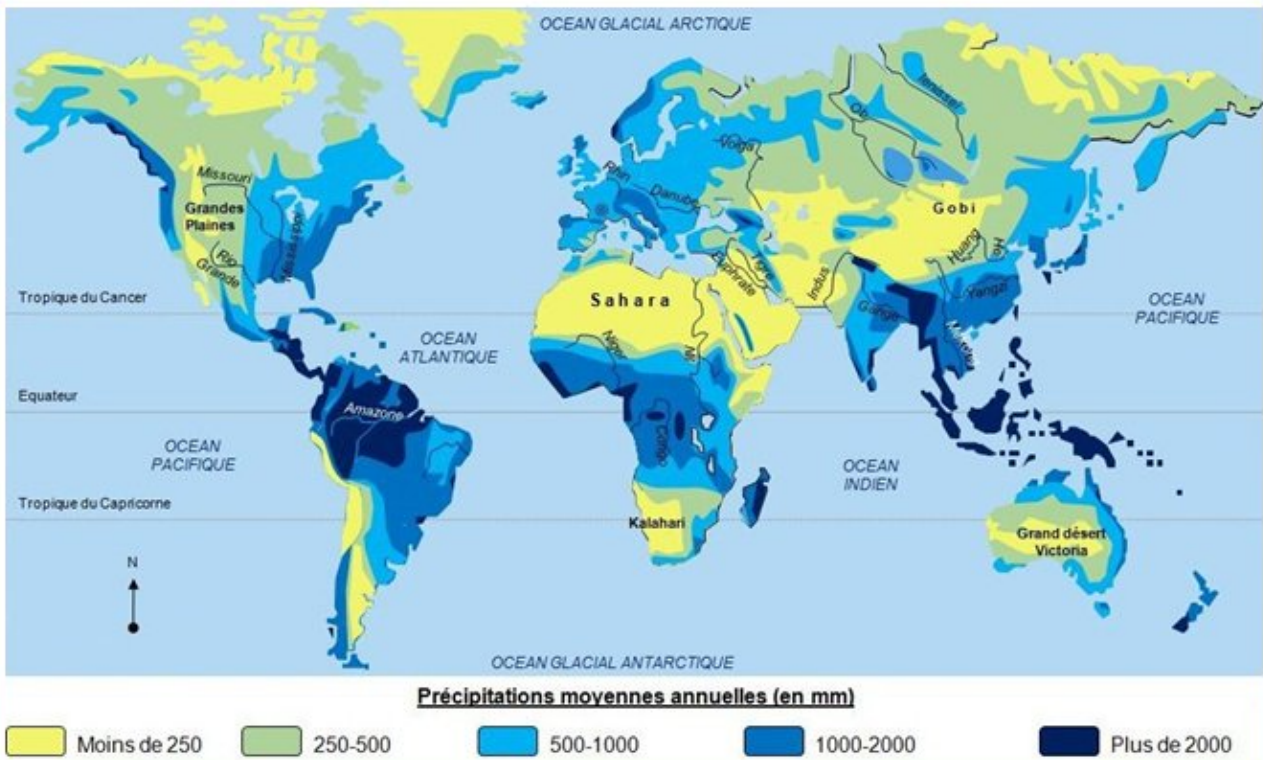 OCEAN GLACIAL ARCTIQUE
Ienisseï
Ob
Volga
Missouri
Rhin
Danube
Grandes
Plaines
Mississippi
Gobi
Huang
Ho
Rio
Grande
Tigre
Euphrate
Indus
Sahara
Tropique du Cancer
Gange
Yangzi
OCEAN
PACIFIQUE
OCEAN
ATLANTIQUE
Niger
Nil
Mékong
Equateur
Amazone
Congo
OCEAN
PACIFIQUE
OCEAN
INDIEN
Tropique du Capricorne
Kalahari
Grand désert
Victoria
N
OCEAN GLACIAL ANTARCTIQUE
Précipitations moyennes annuelles (en mm)
Moins de 250
250-500
500-1000
1000-2000
Plus de 2000